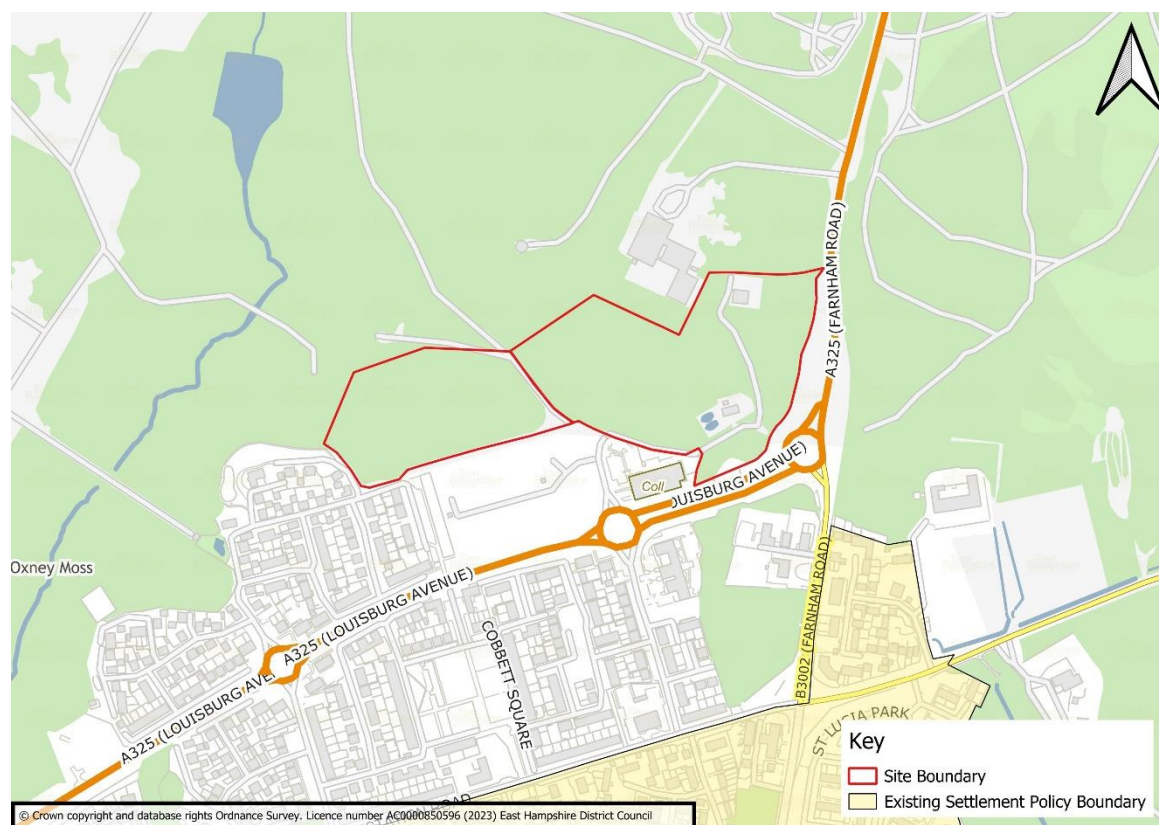 A325 (FARNHAM ROAD)
Coll
OUISBURG AVENUE)
Oxney Moss
A325 (LOUISBURG AVENUE)
A325 (LOUISBURG AVE
COBBETT SQUARE
B3002 (FARNHAM ROAD)
ST LUCIA PARK
ROAD
Key
Site Boundary
Existing Settlement Policy Boundary
© Crown copyright and database rights Ordnance Survey. Licence number AC0000850596 (2023) East Hampshire District Council